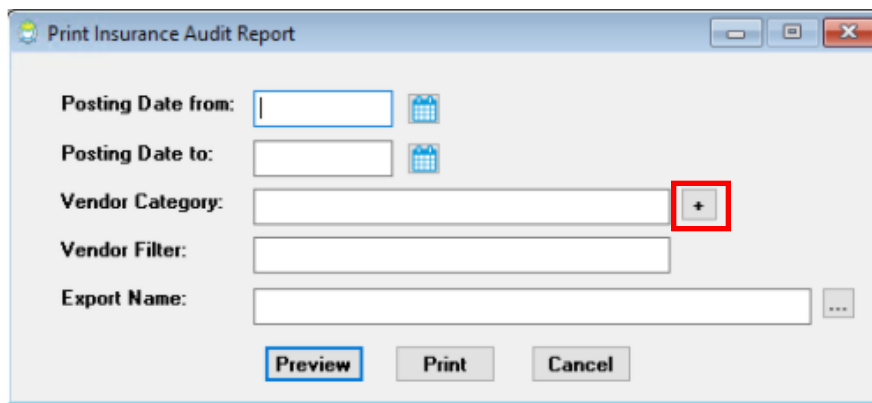 Print Insurance Audit Report
Posting Date from:
Posting Date to:
Vendor Category: +
Vendor Filter:
Export Name: ...
Preview Print Cancel